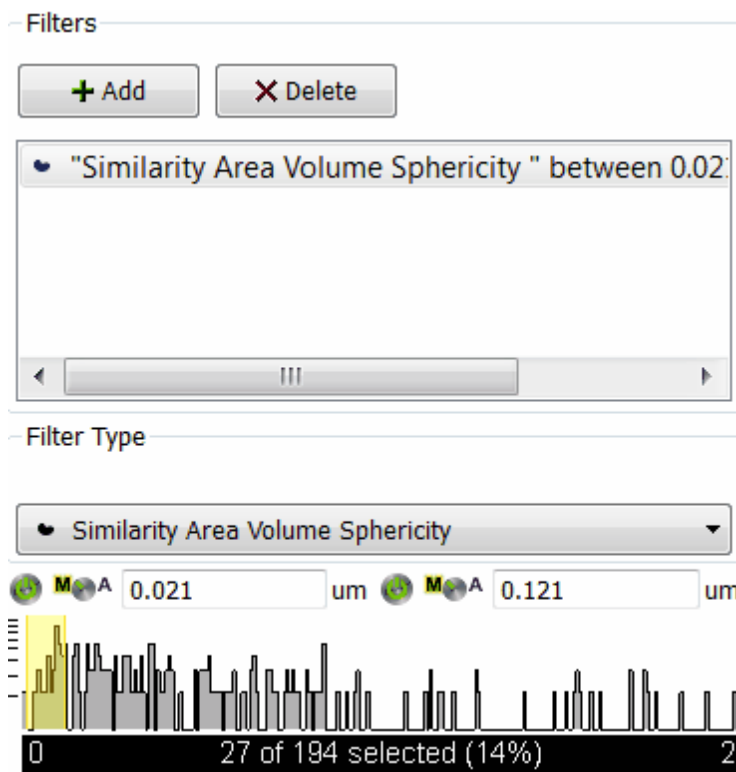 Filters
Add
Delete
"Similarity Area Volume Sphericity " between 0.02
Filter Type
Similarity Area Volume Sphericity
M A 0.021 um M A 0.121 um
0 27 of 194 selected (14%) 2